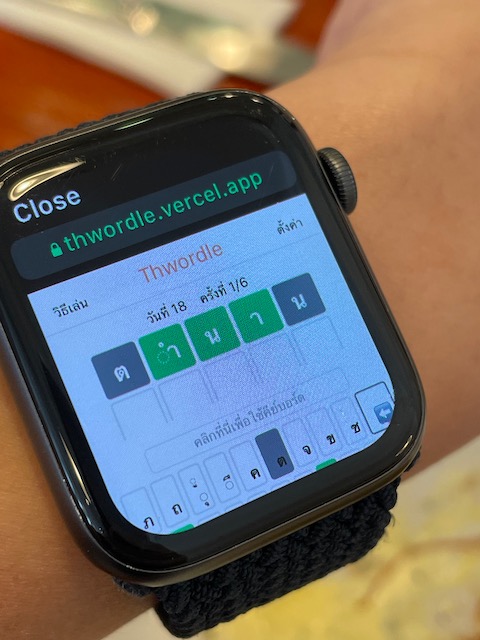 Close
thwordle.vercel.app
วิธีเล่น Thwordle ตั้งค่า
วันที่ 18 ครั้งที่ 1/6
ต ำ น า น
คลิกที่นี่เพื่อใช้คีย์บอร์ด
ภ ถ ุ ึ ค ต จ ข ช